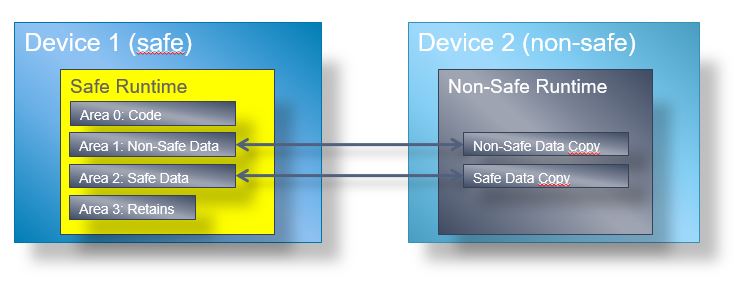 Device 1 (safe)
Safe Runtime
Area 0: Code
Area 1: Non-Safe Data
Area 2: Safe Data
Area 3: Retains
Device 2 (non-safe)
Non-Safe Runtime
Non-Safe Data Copy
Safe Data Copy